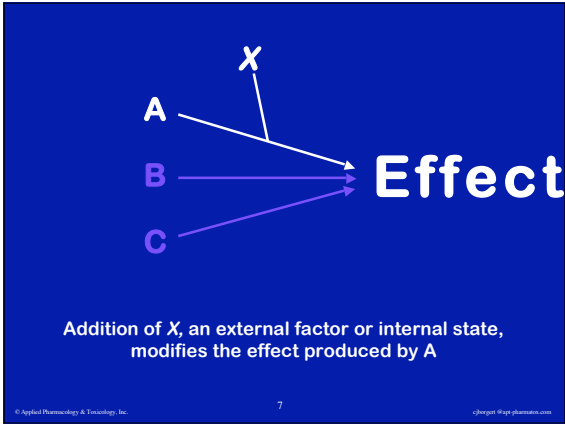 X
A
B
Effect
C
Addition of X, an external factor or internal state,
modifies the effect produced by A
© Applied Pharmacology & Toxicology, Inc.
7
cjborgert @apt-pharmatox.com